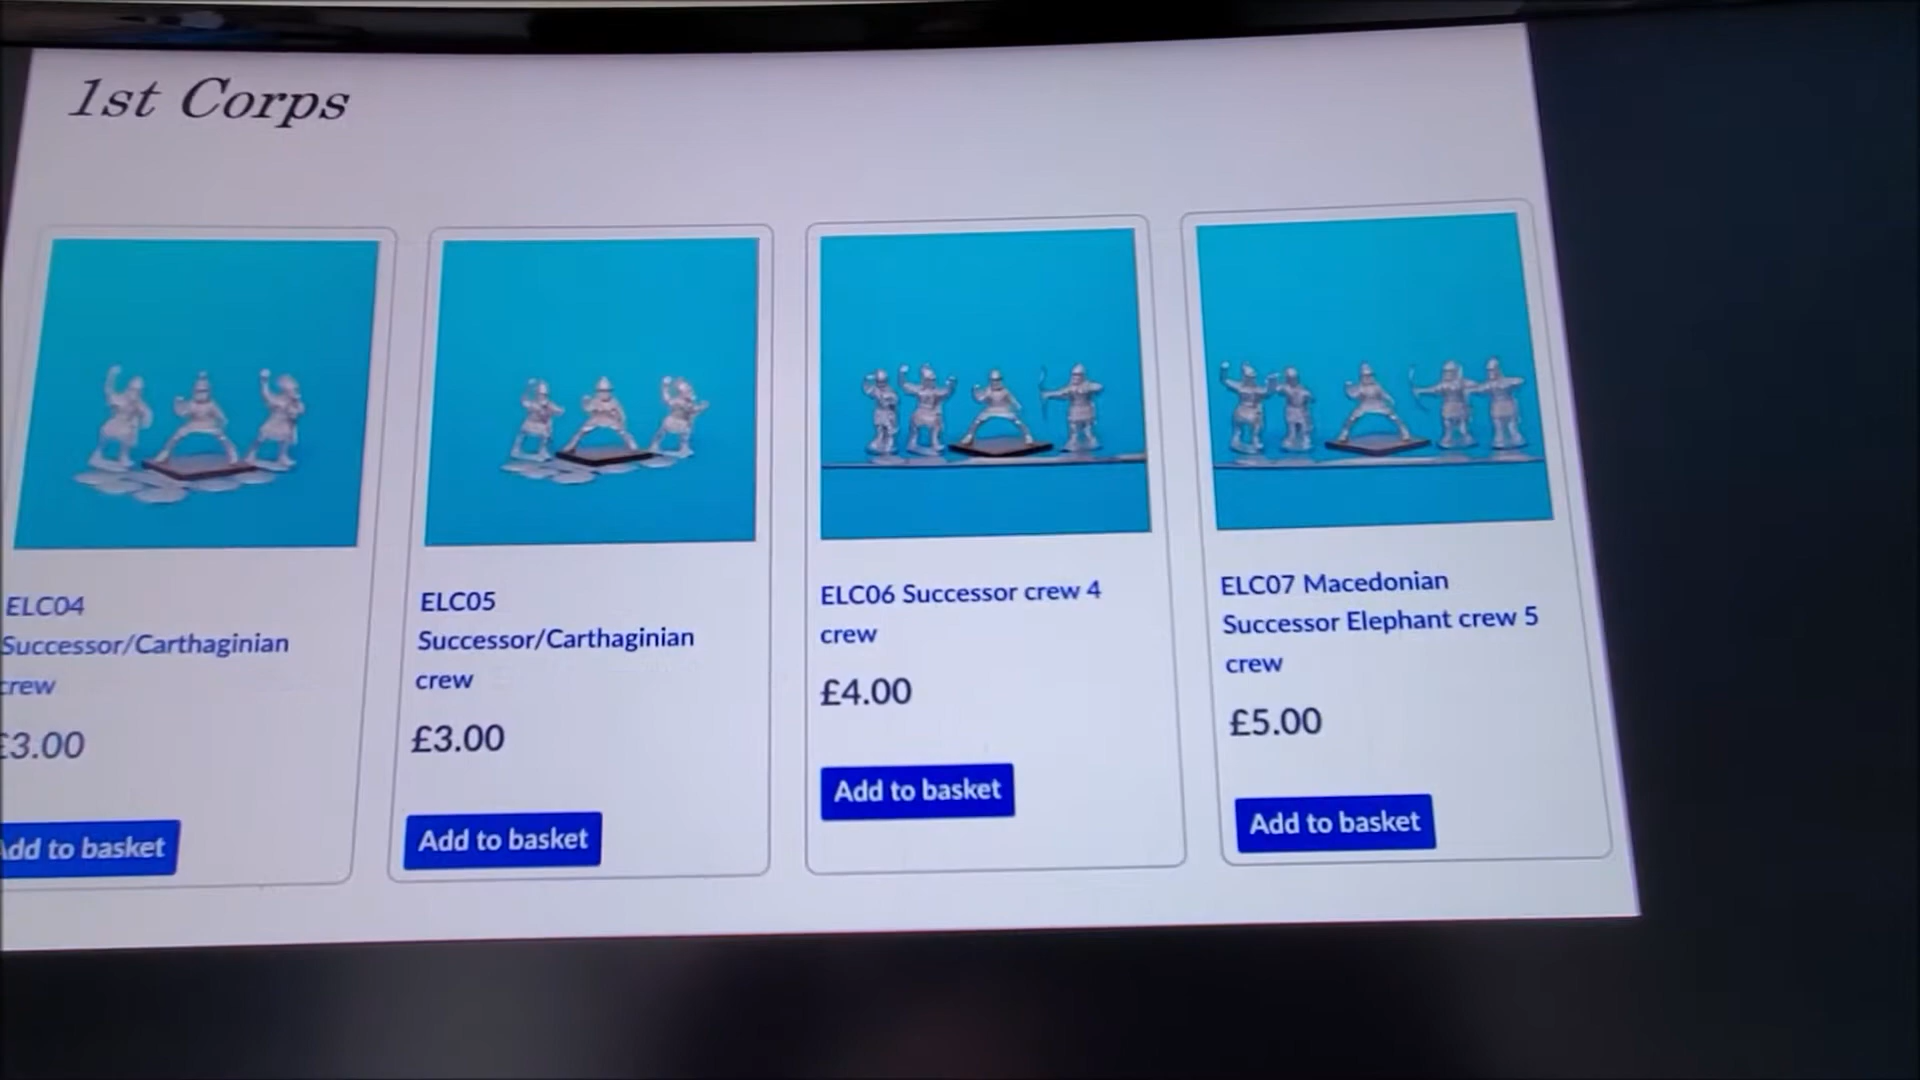 1st Corps
ELC04
Successor/Carthaginian
crew
£3.00
Add to basket
ELC05
Successor/Carthaginian
crew
£3.00
Add to basket
ELC06 Successor crew 4
crew
£4.00
Add to basket
ELC07 Macedonian
Successor Elephant crew 5
crew
£5.00
Add to basket